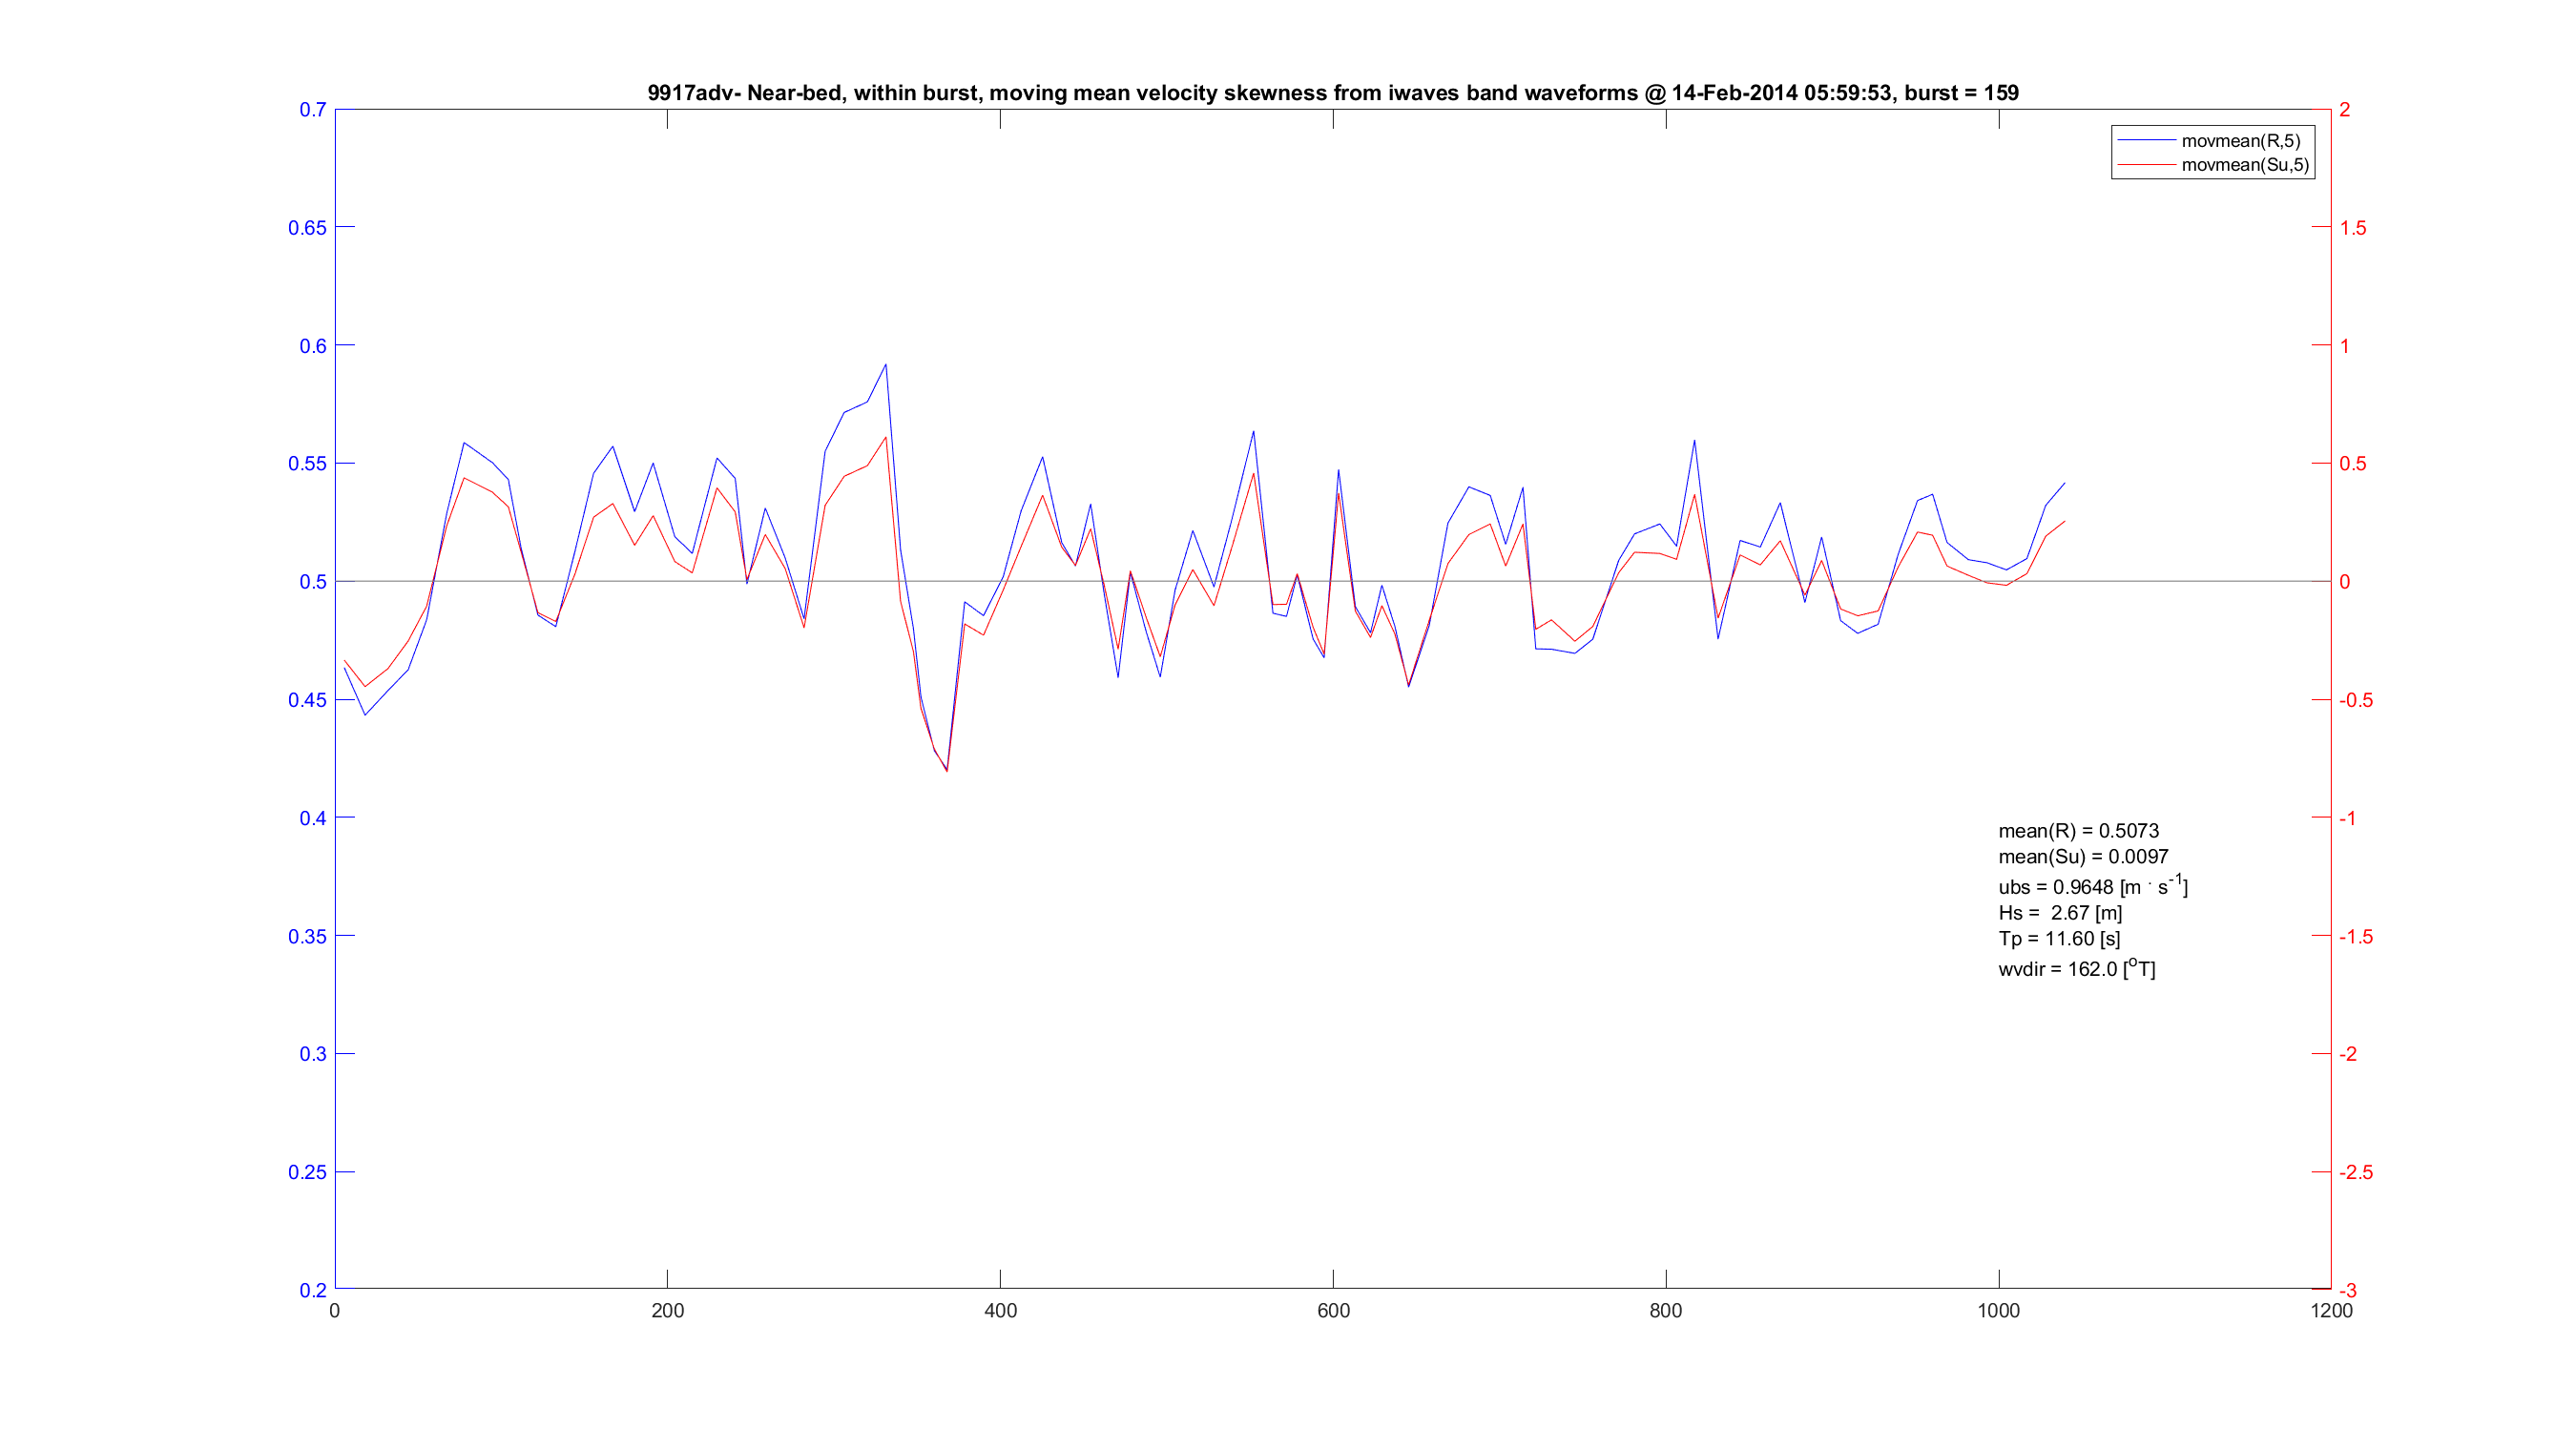 9917adv- Near-bed, within burst, moving mean velocity skewness from iwaves band waveforms @ 14-Feb-2014 05:59:53, burst = 159
movmean(R,5)
movmean(Su,5)
0.7
0.65
0.6
0.55
0.5
0.45
0.4
0.35
0.3
0.25
0.2
2
1.5
1
0.5
0
-0.5
-1
-1.5
-2
-2.5
-3
mean(R) = 0.5073
mean(Su) = 0.0097
ubs = 0.9648 [m · s-1]
Hs = 2.67 [m]
Tp = 11.60 [s]
wvdir = 162.0 [oT]
0 200 400 600 800 1000 1200